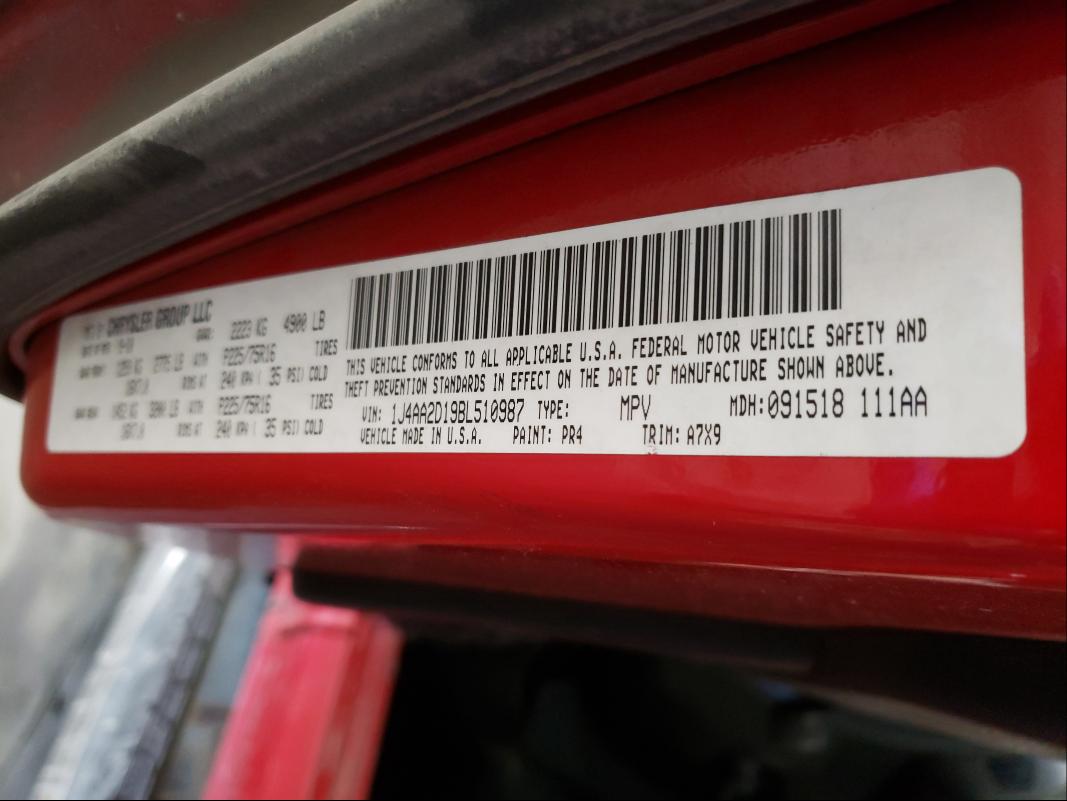 CHRYSLER GROUP LLC
2223 KG 4900 LB
P225/75R16 TIRES
240 KPA ( 35 PSI) COLD
P225/75R16 TIRES
240 KPA ( 35 PSI) COLD
THIS VEHICLE CONFORMS TO ALL APPLICABLE U.S.A. FEDERAL MOTOR VEHICLE SAFETY AND
THEFT PREVENTION STANDARDS IN EFFECT ON THE DATE OF MANUFACTURE SHOWN ABOVE.
VIN: 1J4AA2D19BL510987 TYPE: MPV MDH:091518 111AA
VEHICLE MADE IN U.S.A. PAINT: PR4 TRIM: A7X9